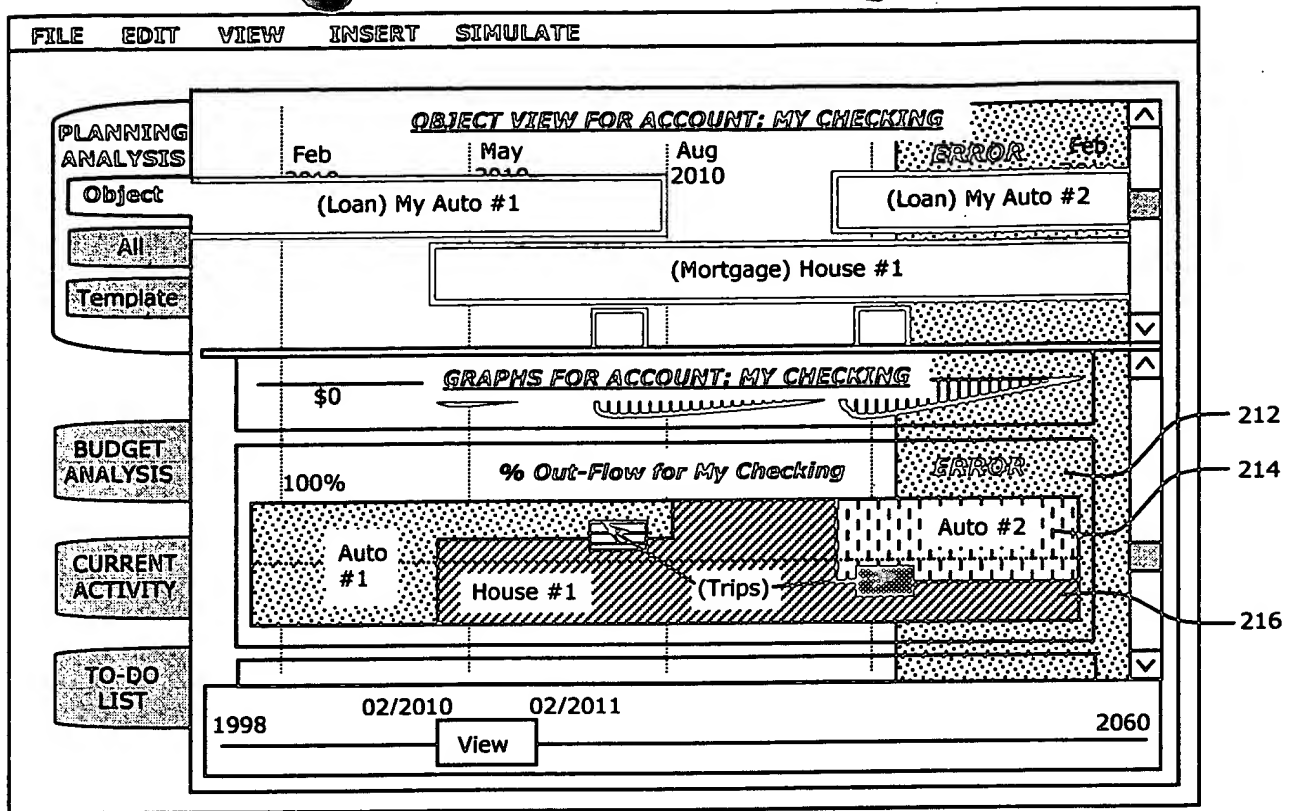 FILE EDIT VIEW INSERT SIMULATE
PLANNING
ANALYSIS
Object
All
Template
BUDGET
ANALYSIS
CURRENT
ACTIVITY
TO-DO
LIST
OBJECT VIEW FOR ACCOUNT: MY CHECKING
Feb
May
Aug
2010
ERROR
Feb
(Loan) My Auto #1
(Loan) My Auto #2
(Mortgage) House #1
GRAPHS FOR ACCOUNT: MY CHECKING
$0
% Out-Flow for My Checking
ERROR
100%
Auto
#1
House #1
(Trips)
Auto #2
212
214
216
02/2010 02/2011
1998
2060
View